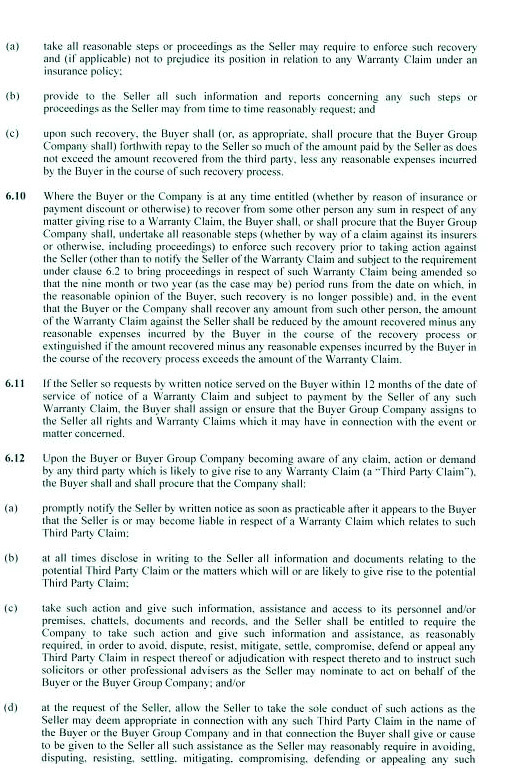 (a) take all reasonable steps or proceedings as the Seller may require to enforce such recovery
and (if applicable) not to prejudice its position in relation to any Warranty Claim under an
insurance policy;
(b) provide to the Seller all such information and reports concerning any such steps or
proceedings as the Seller may from time to time reasonably request; and
(c) upon such recovery, the Buyer shall (or, as appropriate, shall procure that the Buyer Group
Company shall) forthwith repay to the Seller so much of the amount paid by the Seller as does
not exceed the amount recovered from the third party, less any reasonable expenses incurred
by the Buyer in the course of such recovery process.
6.10 Where the Buyer or the Company is at any time entitled (whether by reason of insurance or
payment discount or otherwise) to recover from some other person any sum in respect of any
matter giving rise to a Warranty Claim, the Buyer shall, or shall procure that the Buyer Group
Company shall, undertake all reasonable steps (whether by way of a claim against its insurers
or otherwise, including proceedings) to enforce such recovery prior to taking action against
the Seller (other than to notify the Seller of the Warranty Claim and subject to the requirement
under clause 6.2 to bring proceedings in respect of such Warranty Claim being amended so
that the nine month or two year (as the case may be) period runs from the date on which, in
the reasonable opinion of the Buyer, such recovery is no longer possible) and, in the event
that the Buyer or the Company shall recover any amount from such other person, the amount
of the Warranty Claim against the Seller shall be reduced by the amount recovered minus any
reasonable expenses incurred by the Buyer in the course of the recovery process or
extinguished if the amount recovered minus any reasonable expenses incurred by the Buyer in
the course of the recovery process exceeds the amount of the Warranty Claim.
6.11 If the Seller so requests by written notice served on the Buyer within 12 months of the date of
service of notice of a Warranty Claim and subject to payment by the Seller of any such
Warranty Claim, the Buyer shall assign or ensure that the Buyer Group Company assigns to
the Seller all rights and Warranty Claims which it may have in connection with the event or
matter concerned.
6.12 Upon the Buyer or Buyer Group Company becoming aware of any claim, action or demand
by any third party which is likely to give rise to any Warranty Claim (a "Third Party Claim"),
the Buyer shall and shall procure that the Company shall:
(a) promptly notify the Seller by written notice as soon as practicable after it appears to the Buyer
that the Seller is or may become liable in respect of a Warranty Claim which relates to such
Third Party Claim;
(b) at all times disclose in writing to the Seller all information and documents relating to the
potential Third Party Claim or the matters which will or are likely to give rise to the potential
Third Party Claim;
(c) take such action and give such information, assistance and access to its personnel and/or
premises, chattels, documents and records, and the Seller shall be entitled to require the
Company to take such action and give such information and assistance, as reasonably
required, in order to avoid, dispute, resist, mitigate, settle, compromise, defend or appeal any
Third Party Claim in respect thereof or adjudication with respect thereto and to instruct such
solicitors or other professional advisers as the Seller may nominate to act on behalf of the
Buyer or the Buyer Group Company; and/or
(d) at the request of the Seller, allow the Seller to take the sole conduct of such actions as the
Seller may deem appropriate in connection with any such Third Party Claim in the name of
the Buyer or the Buyer Group Company and in that connection the Buyer shall give or cause
to be given to the Seller all such assistance as the Seller may reasonably require in avoiding,
disputing, resisting, settling, mitigating, compromising, defending or appealing any such